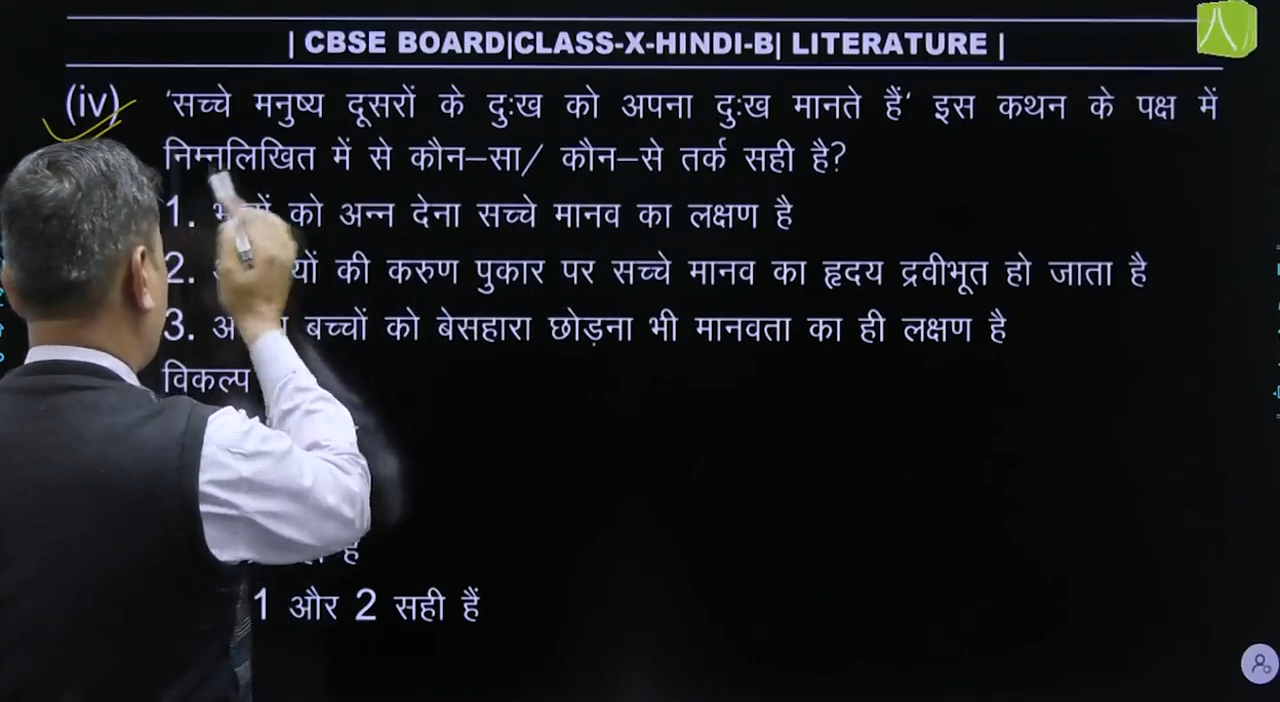 | CBSE BOARD|CLASS-X-HINDI-B| LITERATURE |
(iv) 'सच्चे मनुष्य दूसरों के दुःख को अपना दुःख मानते हैं' इस कथन के पक्ष में
निम्नलिखित में से कौन–सा/ कौन–से तर्क सही है?
1. को अन्न देना सच्चे मानव का लक्षण है
2. की करुण पुकार पर सच्चे मानव का हृदय द्रवीभूत हो जाता है
3. बच्चों को बेसहारा छोड़ना भी मानवता का ही लक्षण है
विकल्प
है
1 और 2 सही हैं